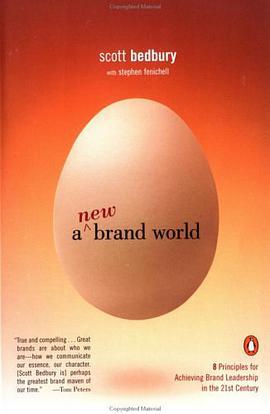 Copyrighted Material
scott bedbury
with stephen fenichell
new
a ^ brand world
"True and compelling . . . Great
brands are about who we
are—how we communicate
our essence, our character.
[Scott Bedbury is] perhaps
the greatest brand maven of
our time." —Tom Peters
8 Principles for
Achieving Brand Leadership
in the 21st Century
Copyrighted Material